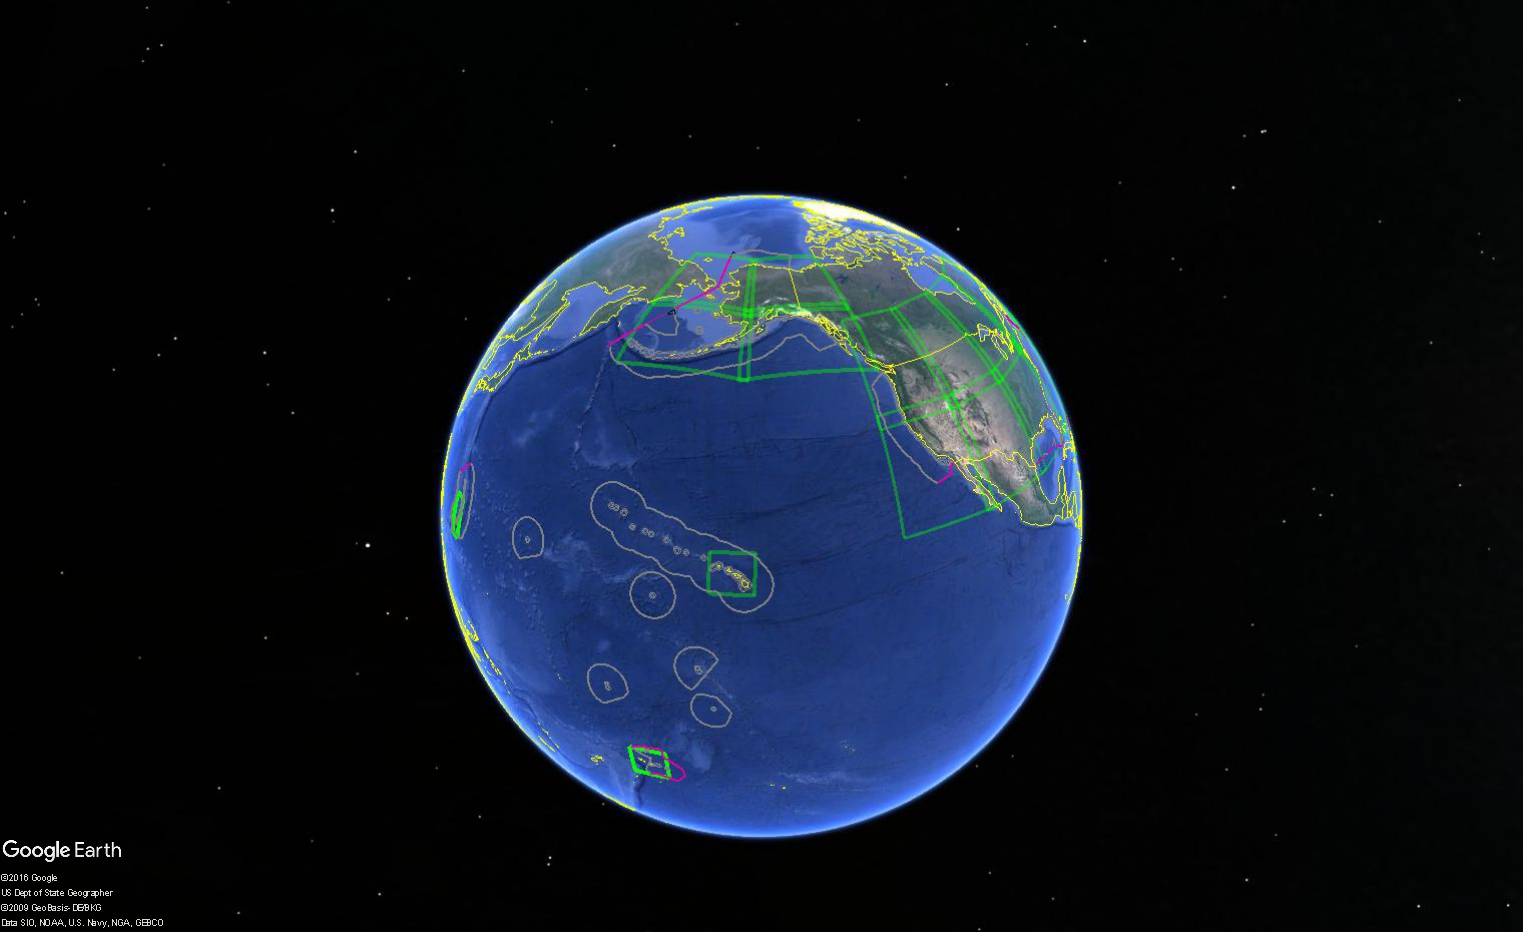 Google Earth
©2016 Google
US Dept of State Geographer
©2009 GeoBasis-DE/BKG
Data SIO, NOAA, U.S. Navy, NGA, GEBCO